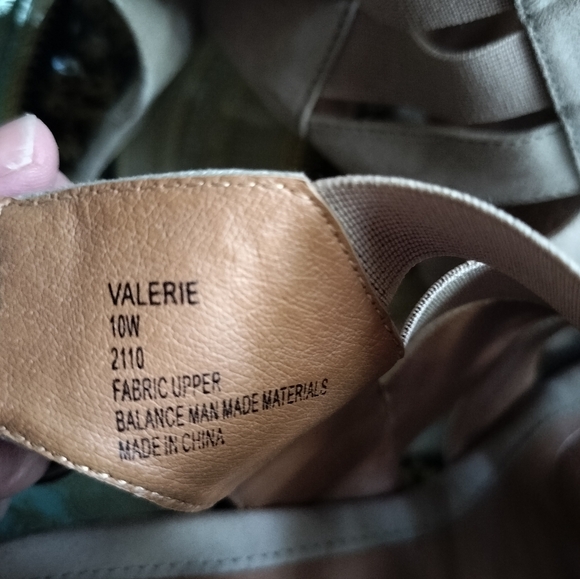 VALERIE
10W
2110
FABRIC UPPER
BALANCE MAN MADE MATERIALS
MADE IN CHINA